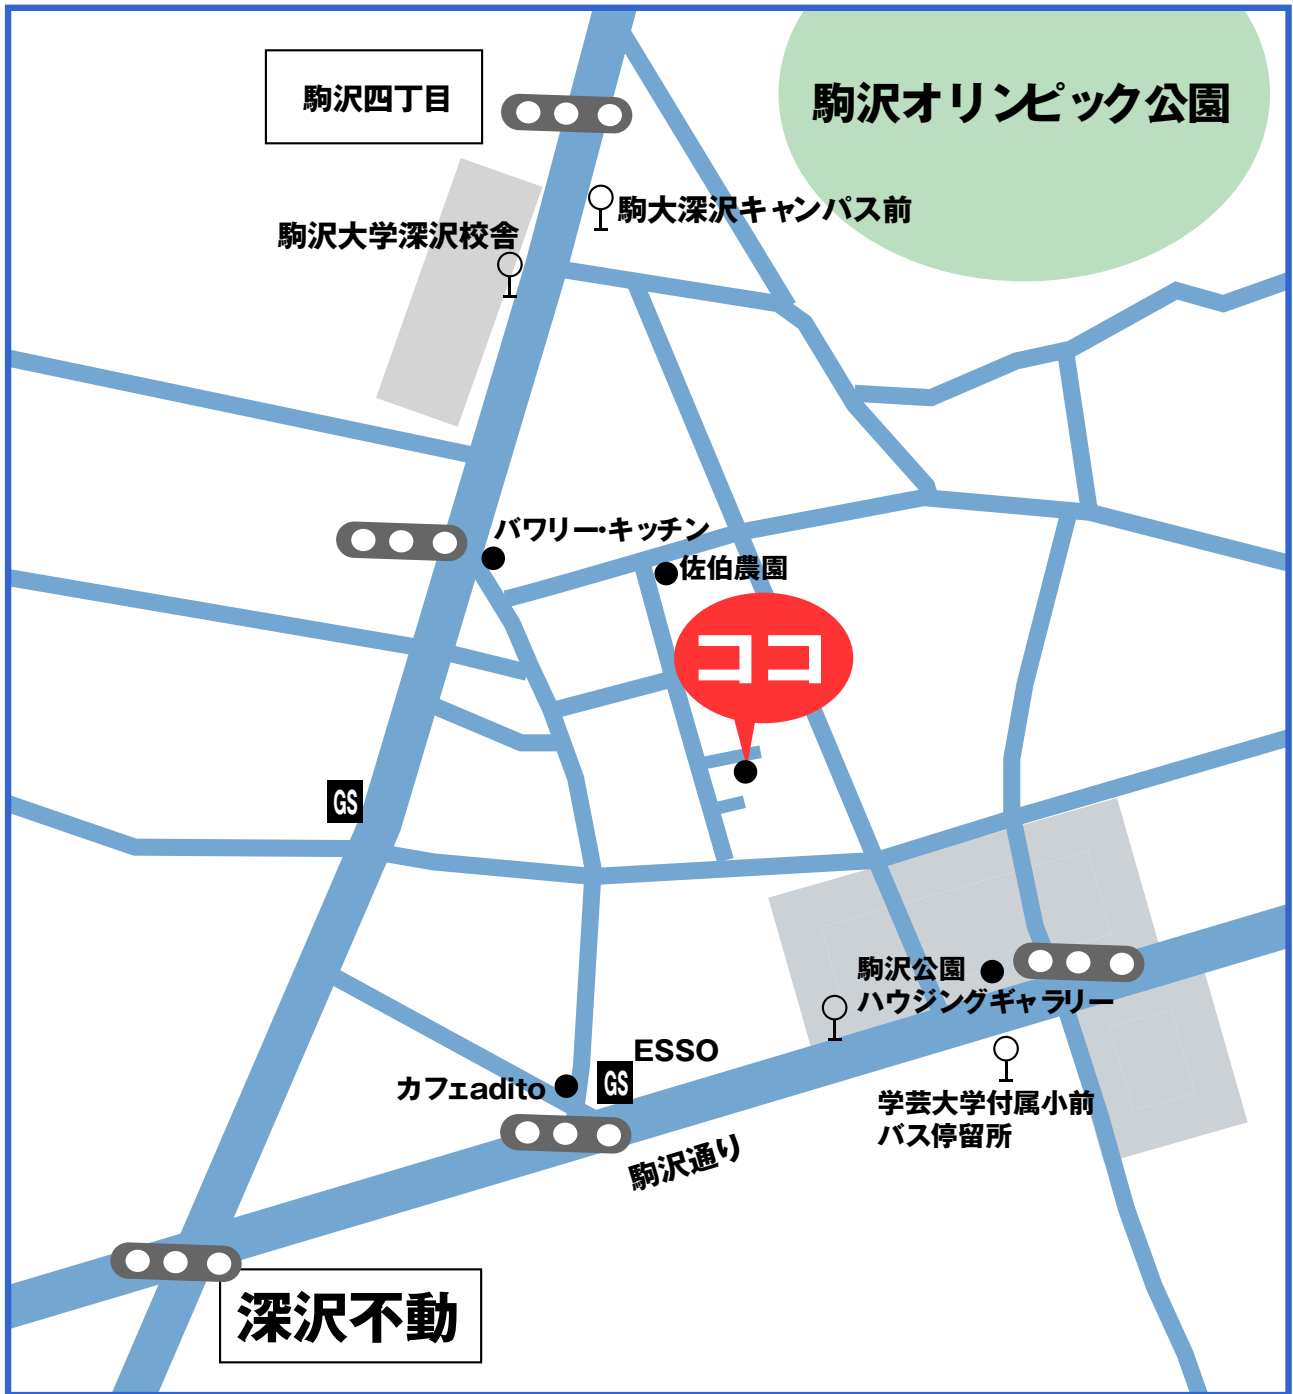 駒沢オリンピック公園
駒沢四丁目
駒大深沢キャンパス前
駒沢大学深沢校舎
バワリー・キッチン
佐伯農園
ココ
GS
駒沢公園
ハウジングギャラリー
ESSO
GS
カフェadito
学芸大学付属小前
バス停留所
駒沢通り
深沢不動